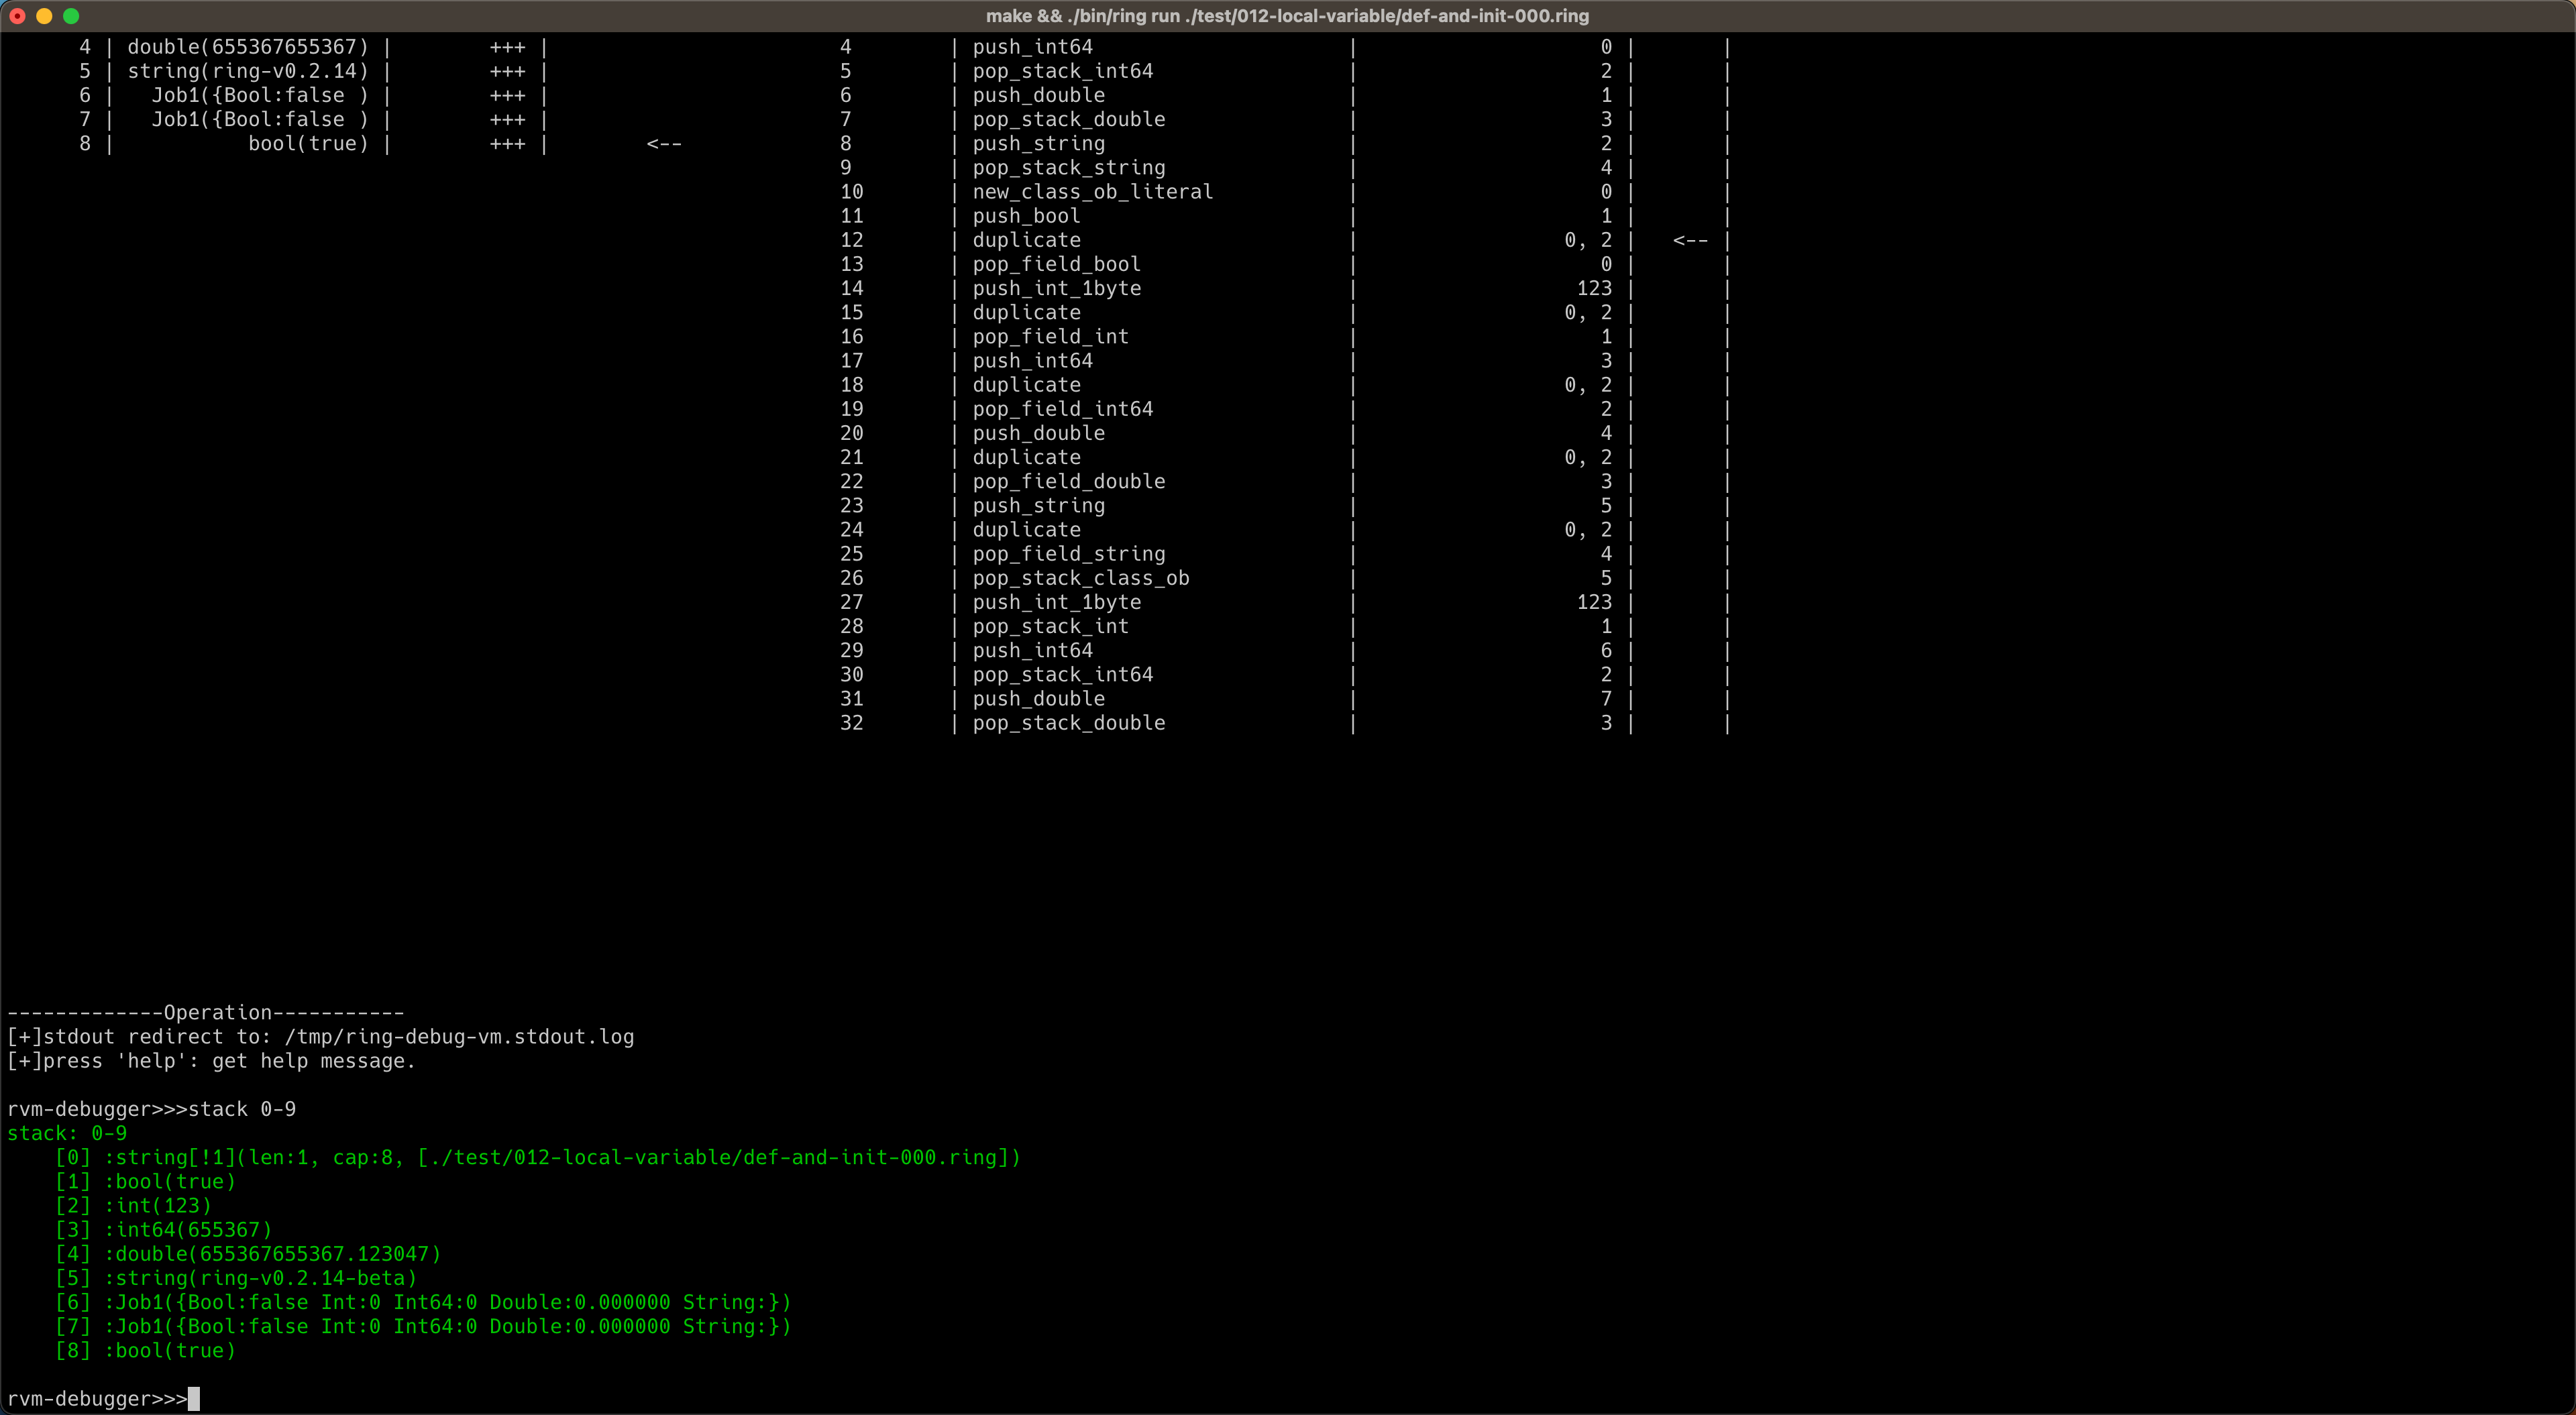 make && ./bin/ring run ./test/012-local-variable/def-and-init-000.ring
4 | double(655367655367) | +++ | 4 | push_int64 | 0 | |
5 | string(ring-v0.2.14) | +++ | 5 | pop_stack_int64 | 2 | |
6 | Job1({Bool:false ) | +++ | 6 | push_double | 1 | |
7 | Job1({Bool:false ) | +++ | 7 | pop_stack_double | 3 | |
8 | bool(true) | +++ | <-- 8 | push_string | 2 | |
9 | pop_stack_string | 4 | |
10 | new_class_ob_literal | 0 | |
11 | push_bool | 1 | |
12 | duplicate | 0, 2 | <-- |
13 | pop_field_bool | 0 | |
14 | push_int_1byte | 123 | |
15 | duplicate | 0, 2 | |
16 | pop_field_int | 1 | |
17 | push_int64 | 3 | |
18 | duplicate | 0, 2 | |
19 | pop_field_int64 | 2 | |
20 | push_double | 4 | |
21 | duplicate | 0, 2 | |
22 | pop_field_double | 3 | |
23 | push_string | 5 | |
24 | duplicate | 0, 2 | |
25 | pop_field_string | 4 | |
26 | pop_stack_class_ob | 5 | |
27 | push_int_1byte | 123 | |
28 | pop_stack_int | 1 | |
29 | push_int64 | 6 | |
30 | pop_stack_int64 | 2 | |
31 | push_double | 7 | |
32 | pop_stack_double | 3 | |
-------------Operation-----------
[+]stdout redirect to: /tmp/ring-debug-vm.stdout.log
[+]press 'help': get help message.
rvm-debugger>>>stack 0-9
stack: 0-9
[0] :string[!1](len:1, cap:8, [./test/012-local-variable/def-and-init-000.ring])
[1] :bool(true)
[2] :int(123)
[3] :int64(655367)
[4] :double(655367655367.123047)
[5] :string(ring-v0.2.14-beta)
[6] :Job1({Bool:false Int:0 Int64:0 Double:0.000000 String:})
[7] :Job1({Bool:false Int:0 Int64:0 Double:0.000000 String:})
[8] :bool(true)
rvm-debugger>>>